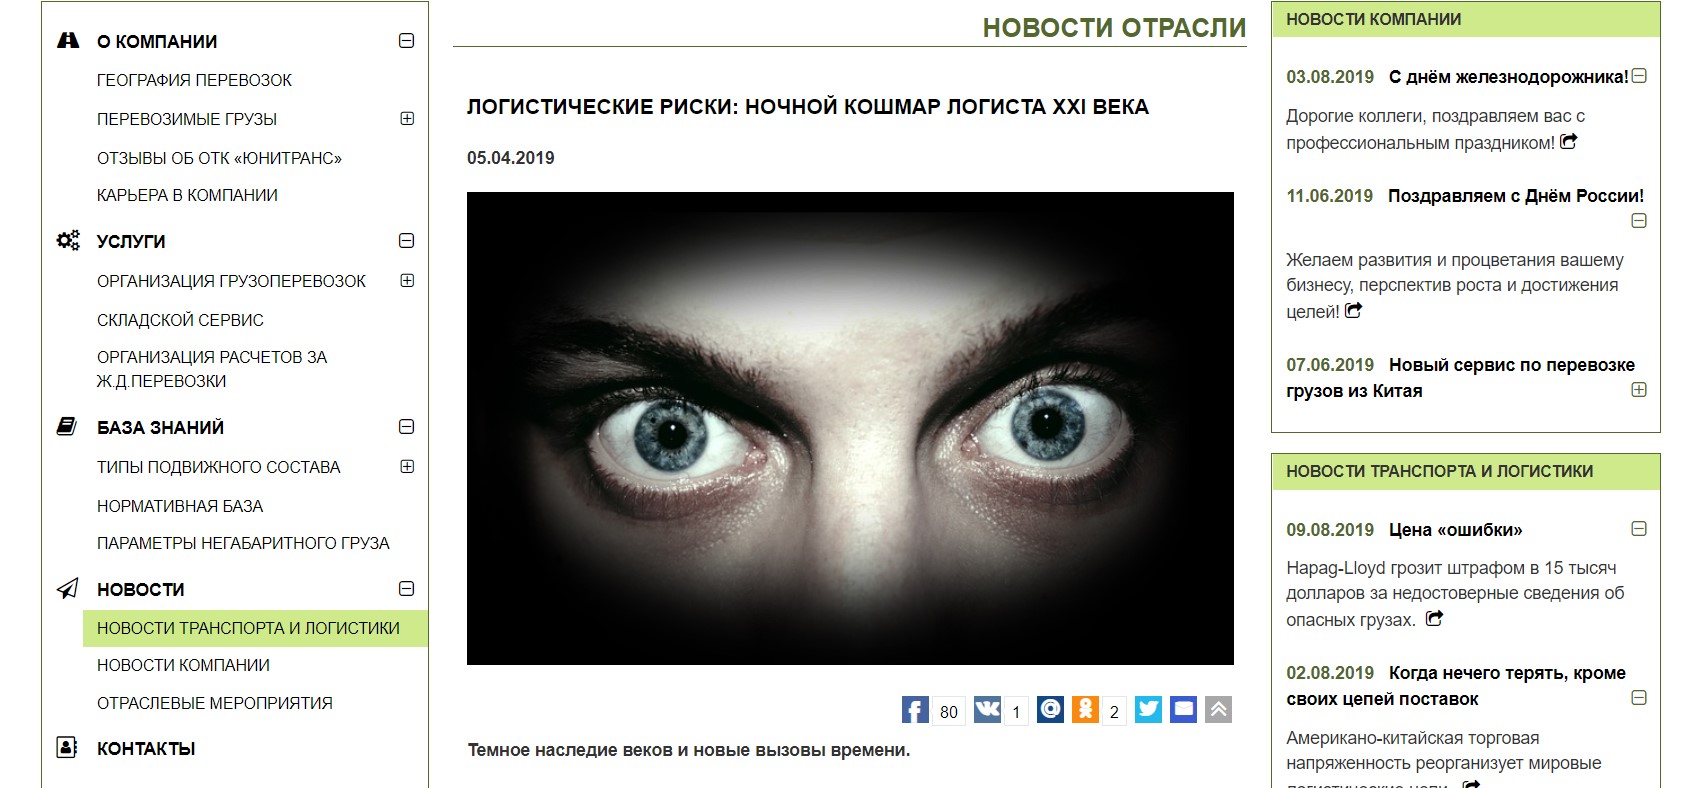 О КОМПАНИИ
ГЕОГРАФИЯ ПЕРЕВОЗОК
ПЕРЕВОЗИМЫЕ ГРУЗЫ
ОТЗЫВЫ ОБ ОТК «ЮНИТРАНС»
КАРЬЕРА В КОМПАНИИ
УСЛУГИ
ОРГАНИЗАЦИЯ ГРУЗОПЕРЕВОЗОК
СКЛАДСКОЙ СЕРВИС
ОРГАНИЗАЦИЯ РАСЧЕТОВ ЗА
Ж.Д.ПЕРЕВОЗКИ
БАЗА ЗНАНИЙ
ТИПЫ ПОДВИЖНОГО СОСТАВА
НОРМАТИВНАЯ БАЗА
ПАРАМЕТРЫ НЕГАБАРИТНОГО ГРУЗА
НОВОСТИ
НОВОСТИ ТРАНСПОРТА И ЛОГИСТИКИ
НОВОСТИ КОМПАНИИ
ОТРАСЛЕВЫЕ МЕРОПРИЯТИЯ
КОНТАКТЫ
НОВОСТИ ОТРАСЛИ
ЛОГИСТИЧЕСКИЕ РИСКИ: НОЧНОЙ КОШМАР ЛОГИСТА XXI ВЕКА
05.04.2019
80 1 2
Темное наследие веков и новые вызовы времени.
НОВОСТИ КОМПАНИИ
03.08.2019 С днём железнодорожника!
Дорогие коллеги, поздравляем вас с
профессиональным праздником!
11.06.2019 Поздравляем с Днём России!
Желаем развития и процветания вашему
бизнесу, перспектив роста и достижения
целей!
07.06.2019 Новый сервис по перевозке
грузов из Китая
НОВОСТИ ТРАНСПОРТА И ЛОГИСТИКИ
09.08.2019 Цена «ошибки»
Hapag-Lloyd грозит штрафом в 15 тысяч
долларов за недостоверные сведения об
опасных грузах.
02.08.2019 Когда нечего терять, кроме
своих цепей поставок
Американо-китайская торговая
напряженность реорганизует мировые
логистические цепи.